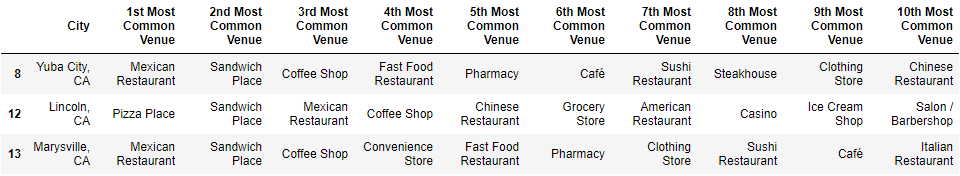 City 1st Most Common Venue 2nd Most Common Venue 3rd Most Common Venue 4th Most Common Venue 5th Most Common Venue 6th Most Common Venue 7th Most Common Venue 8th Most Common Venue 9th Most Common Venue 10th Most Common Venue
8 Yuba City, CA Mexican Restaurant Sandwich Place Coffee Shop Fast Food Restaurant Pharmacy Café Sushi Restaurant Steakhouse Clothing Store Chinese Restaurant
12 Lincoln, CA Pizza Place Sandwich Place Mexican Restaurant Coffee Shop Chinese Restaurant Grocery Store American Restaurant Casino Ice Cream Shop Salon / Barbershop
13 Marysville, CA Mexican Restaurant Sandwich Place Coffee Shop Convenience Store Fast Food Restaurant Pharmacy Clothing Store Sushi Restaurant Café Italian Restaurant